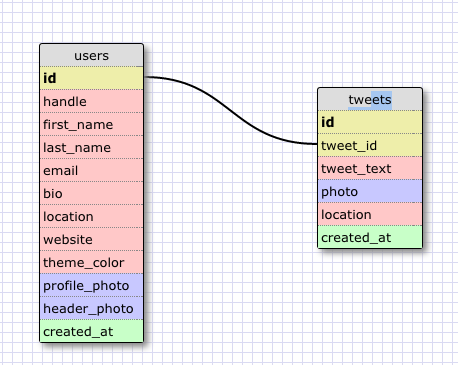 users
id
handle
first_name
last_name
email
bio
location
website
theme_color
profile_photo
header_photo
created_at
tweets
id
tweet_id
tweet_text
photo
location
created_at